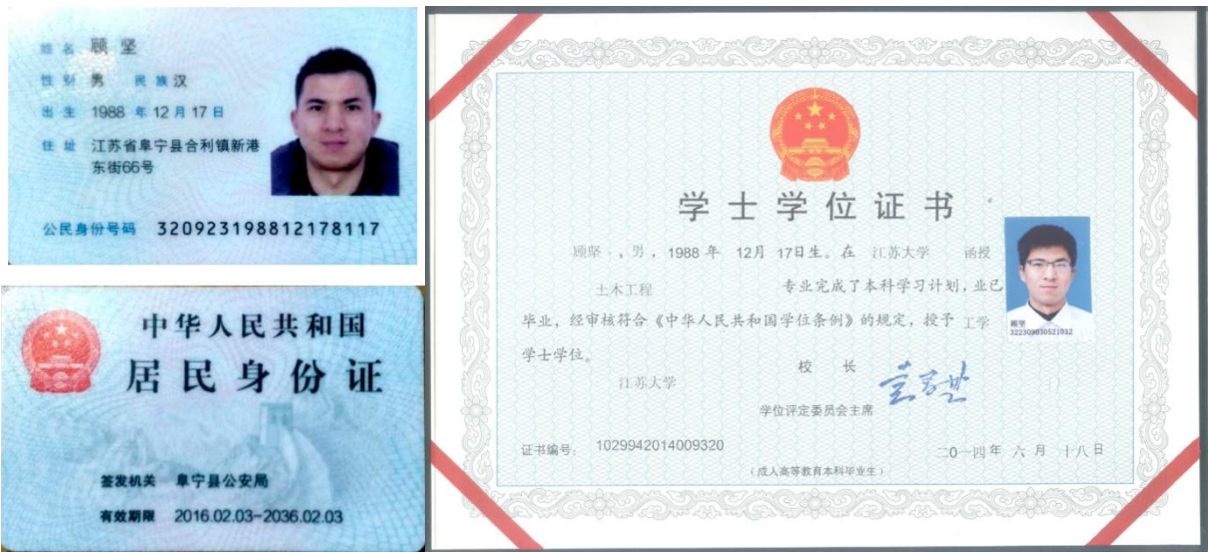 姓名 顾坚
性别 男 民族 汉
出生 1988 年 12 月 17 日
住址 江苏省阜宁县合利镇新港
东街66号
公民身份号码 320923198812178117
中华人民共和国
居民身份证
签发机关 阜宁县公安局
有效期限 2016.02.03-2036.02.03
学士学位证书
顾坚 ,男,1988 年 12月 17日生。在 江苏大学 函授
土木工程 专业完成了本科学习计划,业已
毕业,经审核符合《中华人民共和国学位条例》的规定,授予 工学
学士学位。
顾坚
322309030521032
江苏大学
校 长
学位评定委员会主席
证书编号: 1029942014009320
二0一四年 六 月 十八日
(成人高等教育本科毕业生)